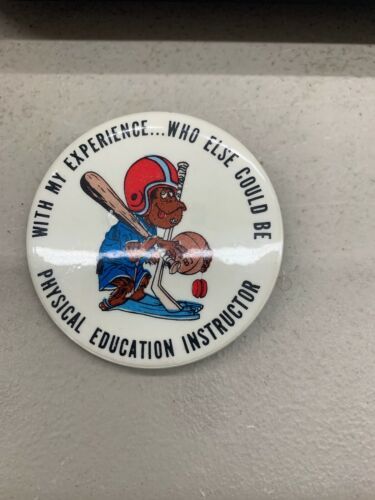 WITH MY EXPERIENCE...WHO ELSE COULD BE
PHYSICAL EDUCATION INSTRUCTOR